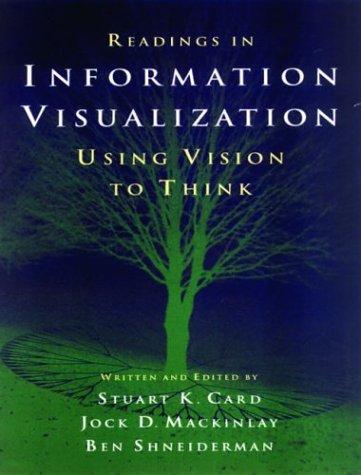 READINGS IN
INFORMATION
VISUALIZATION
USING VISION
TO THINK
WRITTEN AND EDITED BY
STUART K. CARD
JOCK D. MACKINLAY
BEN SHNEIDERMAN